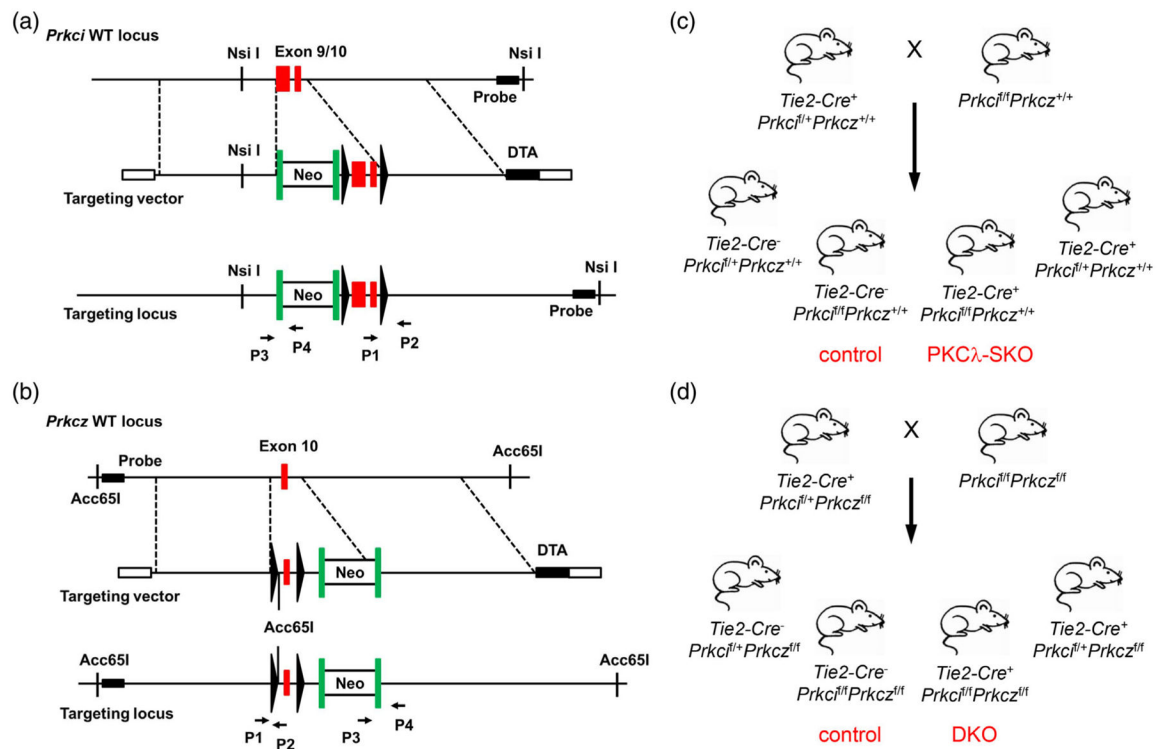 (a)
Prkci WT locus
Nsi I Exon 9/10 Nsi I
Probe
Nsi I DTA
Neo
Targeting vector
Nsi I Nsi I
Neo
Probe
Targeting locus
P3 P4 P1 P2
(b)
Prkcz WT locus
Exon 10
Probe Acc65I
Acc65I
DTA
Neo
Targeting vector
Acc65I
Acc65I Acc65I
Neo
Targeting locus
P1 P2 P3 P4
(c)
X
Tie2-Cre+ Prkcif/fPrkcz+/+
Prkcif/+Prkcz+/+
Tie2-Cre- Tie2-Cre+
Prkcif/+Prkcz+/+ Prkcif/+Prkcz+/+
Tie2-Cre- Tie2-Cre+
Prkcif/fPrkcz+/+ Prkcif/fPrkcz+/+
control PKCλ-SKO
(d)
X
Tie2-Cre+ Prkcif/fPrkczf/f
Prkcif/+Prkczf/f
Tie2-Cre- Tie2-Cre+
Prkcif/+Prkczf/f Prkcif/+Prkczf/f
Tie2-Cre- Tie2-Cre+
Prkcif/fPrkczf/f Prkcif/fPrkczf/f
control DKO